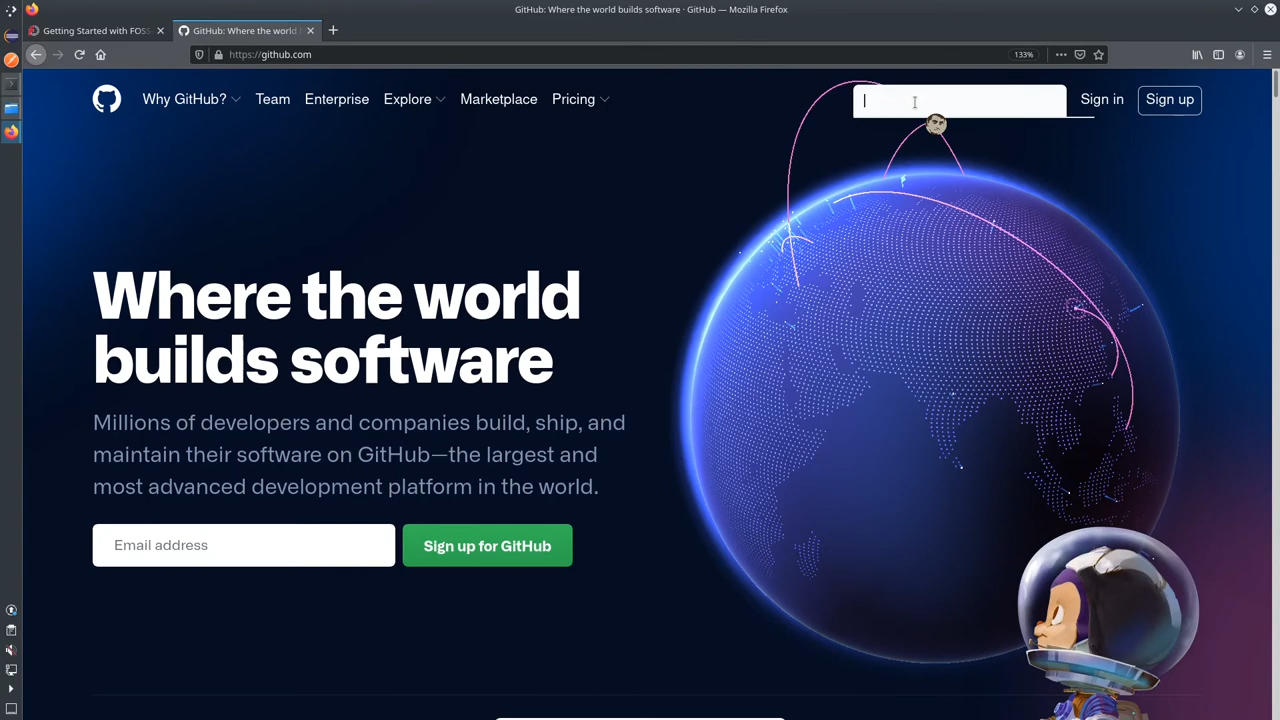 GitHub: Where the world builds software · GitHub — Mozilla Firefox
Getting Started with FOSS
GitHub: Where the world
https://github.com
133%
Why GitHub?
Team
Enterprise
Explore
Marketplace
Pricing
Sign in
Sign up
Where the world
builds software
Millions of developers and companies build, ship, and
maintain their software on GitHub—the largest and
most advanced development platform in the world.
Email address
Sign up for GitHub